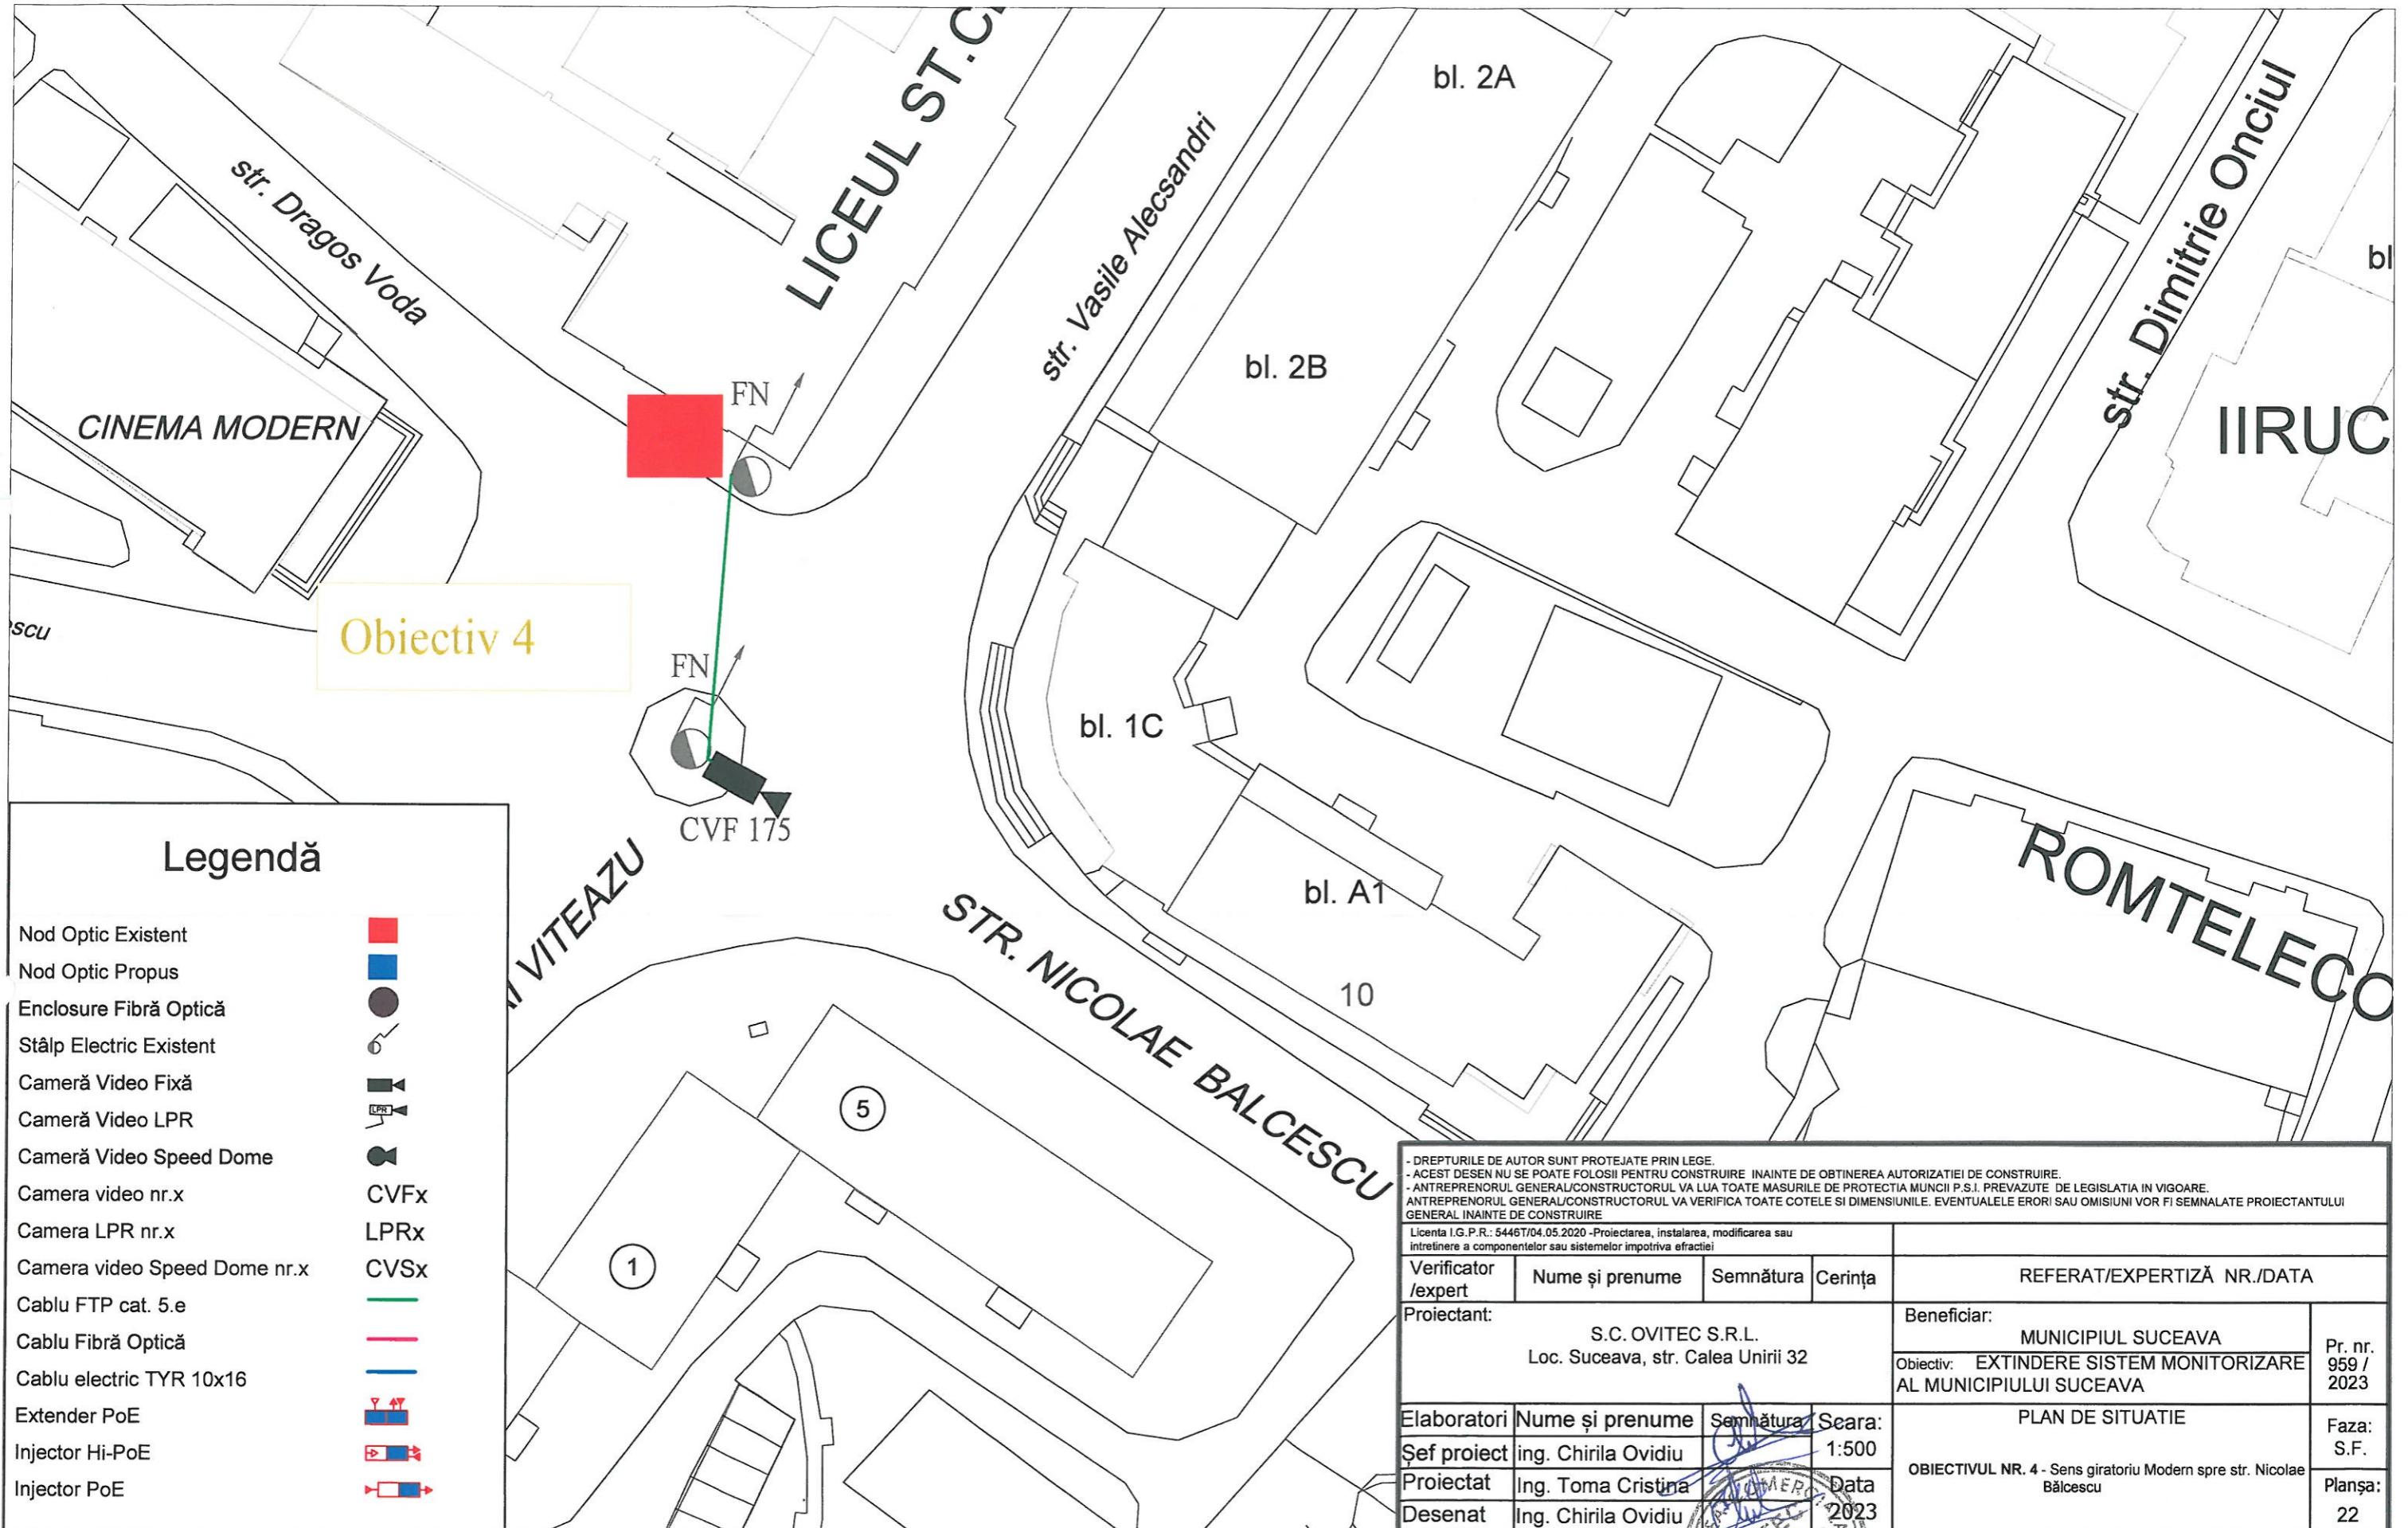 LICEUL ST.C
bl. 2A
str. Dragos Voda
str. Vasile Alecsandri
str. Dimitrie Onciul
bl
bl. 2B
FN
CINEMA MODERN
IIRUC
scu
Obiectiv 4
FN
bl. 1C
CVF 175
VITEAZU
bl. A1
10
ROMTELECO
STR. NICOLAE BALCESCU
5
1
Legendă
Nod Optic Existent
Nod Optic Propus
Enclosure Fibră Optică
Stâlp Electric Existent
Cameră Video Fixă
Cameră Video LPR LPR
Cameră Video Speed Dome
Camera video nr.x CVFx
Camera LPR nr.x LPRx
Camera video Speed Dome nr.x CVSx
Cablu FTP cat. 5.e
Cablu Fibră Optică
Cablu electric TYR 10x16
Extender PoE
Injector Hi-PoE
Injector PoE
- DREPTURILE DE AUTOR SUNT PROTEJATE PRIN LEGE.
- ACEST DESEN NU SE POATE FOLOSII PENTRU CONSTRUIRE INAINTE DE OBTINEREA AUTORIZATIEI DE CONSTRUIRE.
- ANTREPRENORUL GENERAL/CONSTRUCTORUL VA LUA TOATE MASURILE DE PROTECTIA MUNCII P.S.I. PREVAZUTE DE LEGISLATIA IN VIGOARE.
ANTREPRENORUL GENERAL/CONSTRUCTORUL VA VERIFICA TOATE COTELE SI DIMENSIUNILE. EVENTUALELE ERORI SAU OMISIUNI VOR FI SEMNALATE PROIECTANTULUI
GENERAL INAINTE DE CONSTRUIRE
Licenta I.G.P.R.: 5446T/04.05.2020 -Proiectarea, instalarea, modificarea sau
intretinere a componentelor sau sistemelor impotriva efractiei
Verificator
/expert
Nume și prenume
Semnătura
Cerința
REFERAT/EXPERTIZĂ NR./DATA
Proiectant:
S.C. OVITEC S.R.L.
Loc. Suceava, str. Calea Unirii 32
Beneficiar:
MUNICIPIUL SUCEAVA
Obiectiv: EXTINDERE SISTEM MONITORIZARE
AL MUNICIPIULUI SUCEAVA
Pr. nr.
959 /
2023
Elaboratori Nume și prenume Semnătura Scara:
1:500
Șef proiect ing. Chirila Ovidiu
Proiectat Ing. Toma Cristina Data
Desenat Ing. Chirila Ovidiu 2023
PLAN DE SITUATIE
OBIECTIVUL NR. 4 - Sens giratoriu Modern spre str. Nicolae
Bălcescu
Faza:
S.F.
Planșa:
22